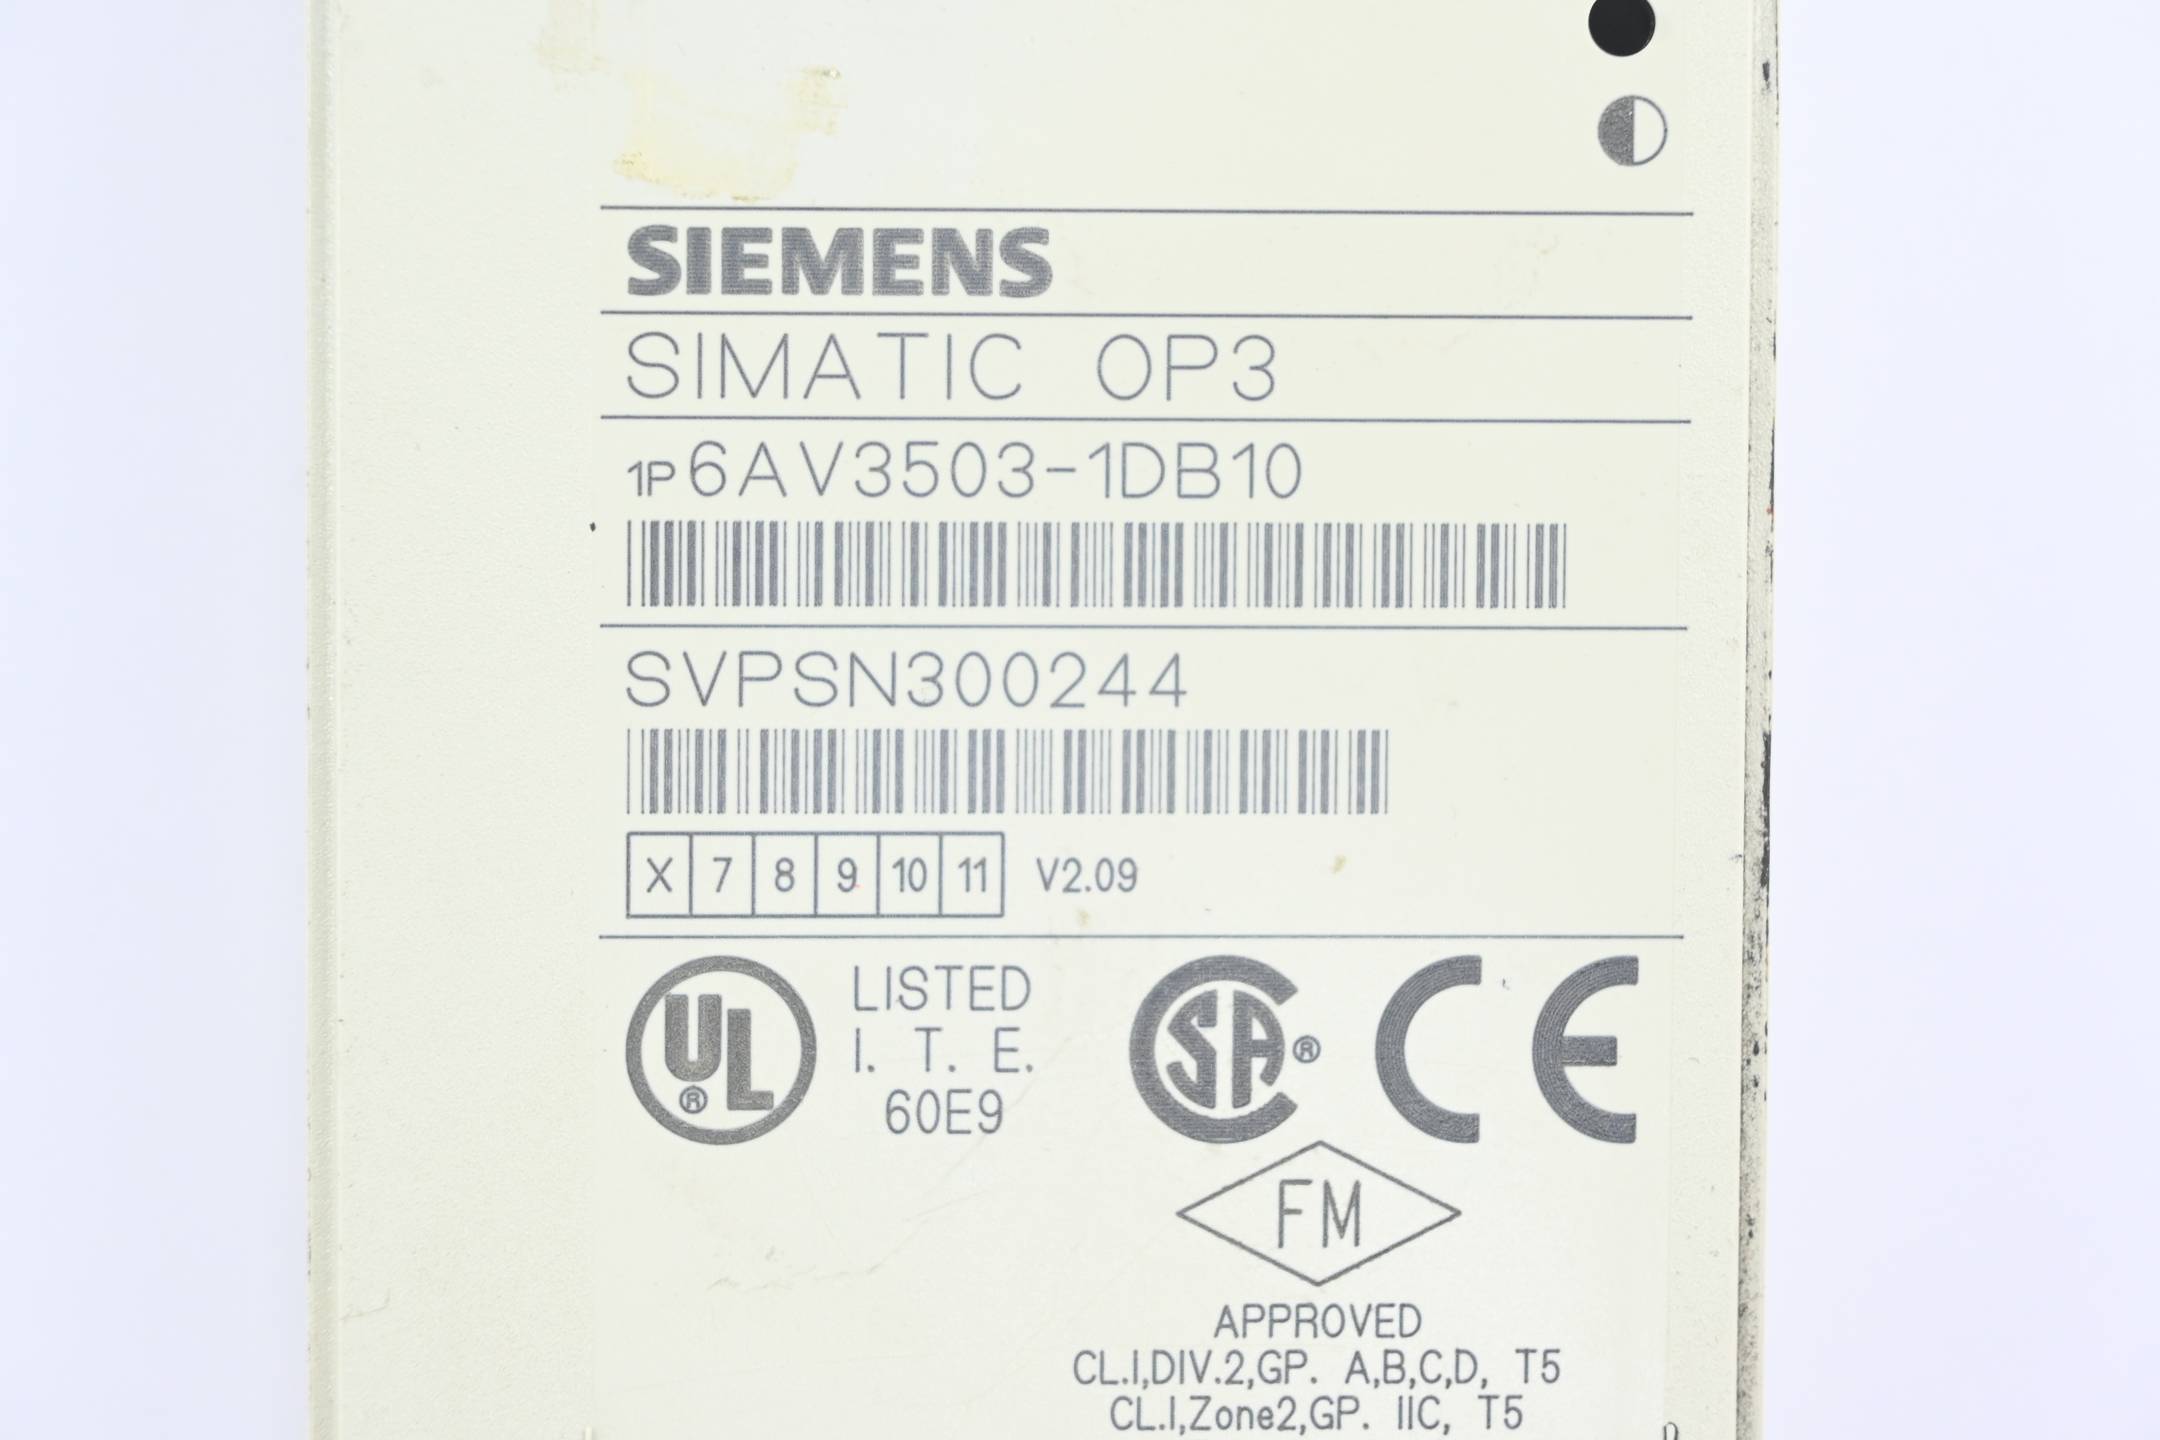 SIEMENS
SIMATIC OP3
1P 6AV3503-1DB10
SVPSN300244
X 7 8 9 10 11 V2.09
UL ®
LISTED
I. T. E.
60E9
CSA ®
CE
FM
APPROVED
CL.I,DIV.2,GP. A,B,C,D, T5
CL.I,Zone2,GP. IIC, T5